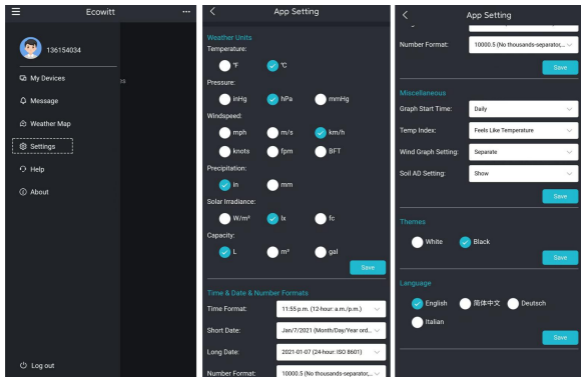 Ecowitt
136154034
My Devices
Message
Weather Map
Settings
Help
About
Log out
App Setting
Weather Units
Temperature:
℉ ℃
Pressure:
inHg hPa mmHg
Windspeed:
mph m/s km/h
knots fpm BFT
Precipitation:
in mm
Solar Irradiance:
W/m² lx fc
Capacity:
L m³ gal
Save
Time & Date & Number Formats
Time Format: 11:55 p.m. (12-hour: a.m./p.m.)
Short Date: Jan/7/2021 (Month/Day/Year ord...
Long Date: 2021-01-07 (24-hour: ISO 8601)
Number Format: 10000.5 (No thousands-separator,...
App Setting
Number Format: 10000.5 (No thousands-separator,...
Save
Miscellaneous
Graph Start Time: Daily
Temp Index: Feels Like Temperature
Wind Graph Setting: Separate
Soil AD Setting: Show
Save
Themes
White Black
Save
Language
English 简体中文 Deutsch
Italian
Save